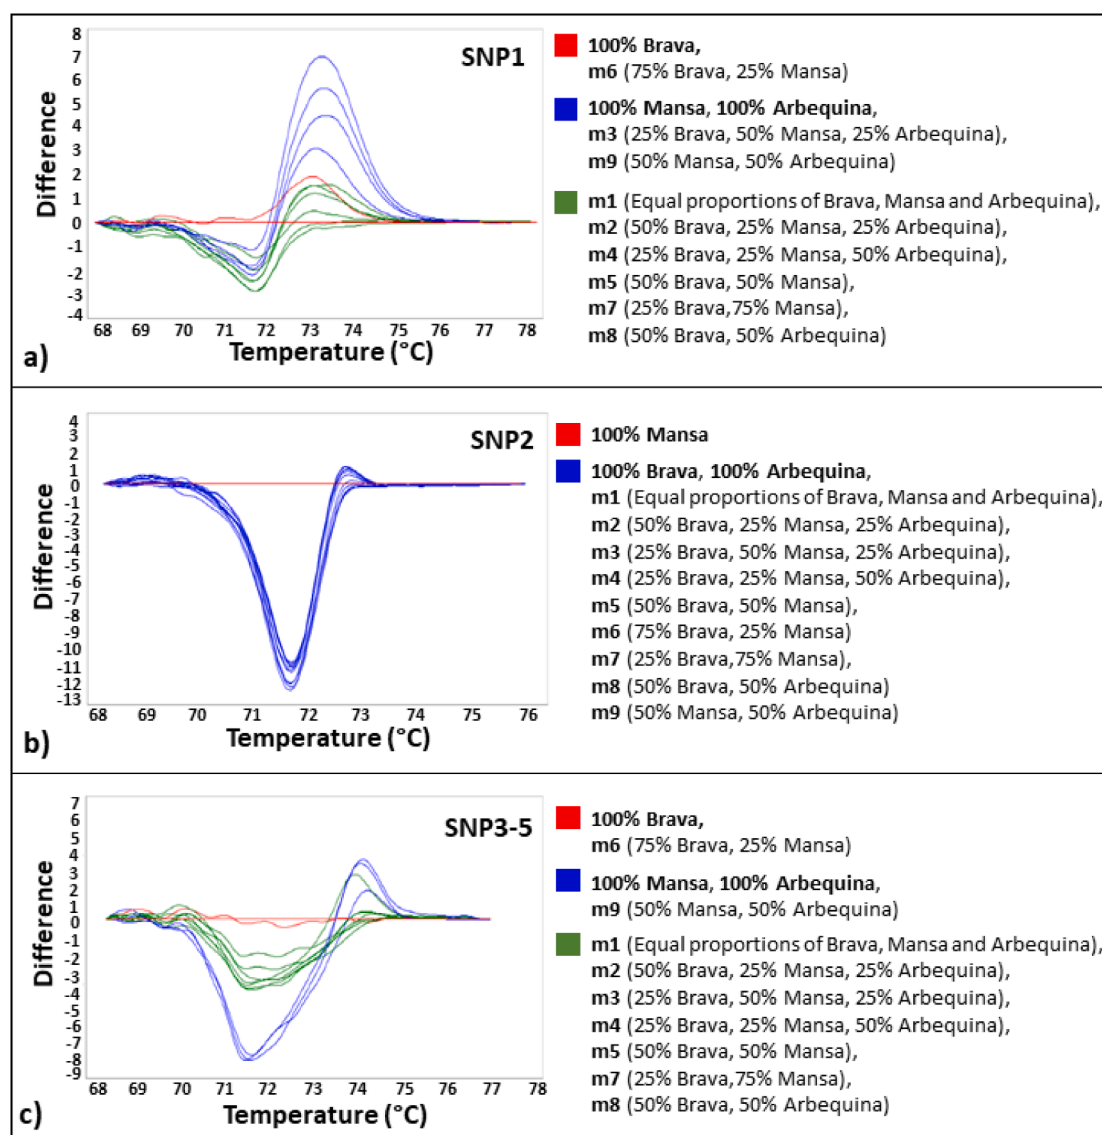 8
7
6
5
4
3
2
1
0
-1
-2
-3
-4
Difference
SNP1
68 69 70 71 72 73 74 75 76 77 78
Temperature (°C)
a)
100% Brava,
m6 (75% Brava, 25% Mansa)
100% Mansa, 100% Arbequina,
m3 (25% Brava, 50% Mansa, 25% Arbequina),
m9 (50% Mansa, 50% Arbequina)
m1 (Equal proportions of Brava, Mansa and Arbequina),
m2 (50% Brava, 25% Mansa, 25% Arbequina),
m4 (25% Brava, 25% Mansa, 50% Arbequina),
m5 (50% Brava, 50% Mansa),
m7 (25% Brava,75% Mansa),
m8 (50% Brava, 50% Arbequina)
4
3
2
1
0
-1
-2
-3
-4
-5
-6
-7
-8
-9
-10
-11
-12
-13
Difference
SNP2
68 69 70 71 72 73 74 75 76
Temperature (°C)
b)
100% Mansa
100% Brava, 100% Arbequina,
m1 (Equal proportions of Brava, Mansa and Arbequina),
m2 (50% Brava, 25% Mansa, 25% Arbequina),
m3 (25% Brava, 50% Mansa, 25% Arbequina),
m4 (25% Brava, 25% Mansa, 50% Arbequina),
m5 (50% Brava, 50% Mansa),
m6 (75% Brava, 25% Mansa)
m7 (25% Brava,75% Mansa),
m8 (50% Brava, 50% Arbequina)
m9 (50% Mansa, 50% Arbequina)
7
6
5
4
3
2
1
0
-1
-2
-3
-4
-5
-6
-7
-8
-9
Difference
SNP3-5
68 69 70 71 72 73 74 75 76 77 78
Temperature (°C)
c)
100% Brava,
m6 (75% Brava, 25% Mansa)
100% Mansa, 100% Arbequina,
m9 (50% Mansa, 50% Arbequina)
m1 (Equal proportions of Brava, Mansa and Arbequina),
m2 (50% Brava, 25% Mansa, 25% Arbequina),
m3 (25% Brava, 50% Mansa, 25% Arbequina),
m4 (25% Brava, 25% Mansa, 50% Arbequina),
m5 (50% Brava, 50% Mansa),
m7 (25% Brava,75% Mansa),
m8 (50% Brava, 50% Arbequina)